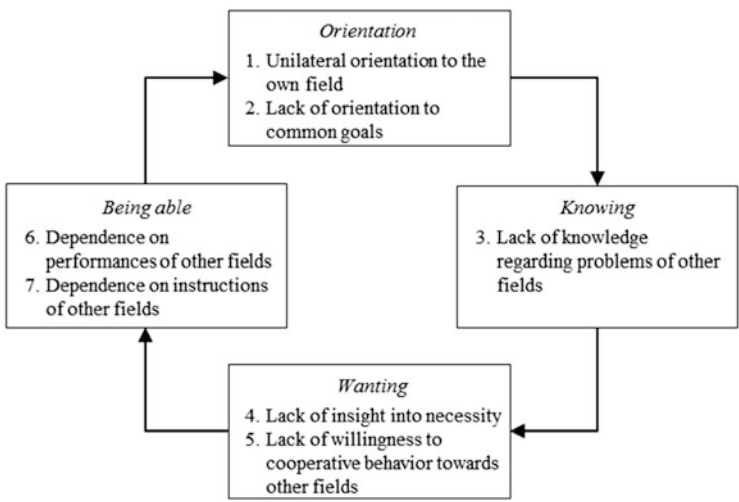 Orientation
1. Unilateral orientation to the
own field
2. Lack of orientation to
common goals
Being able
6. Dependence on
performances of other fields
7. Dependence on instructions
of other fields
Knowing
3. Lack of knowledge
regarding problems of other
fields
Wanting
4. Lack of insight into necessity
5. Lack of willingness to
cooperative behavior towards
other fields